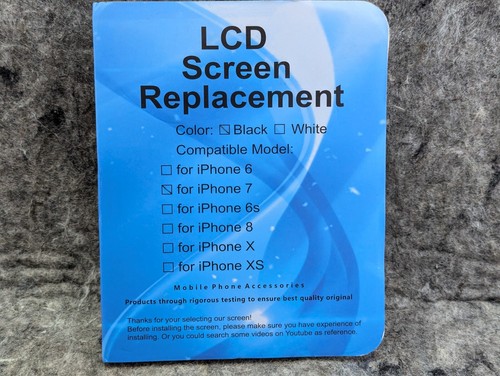 LCD
Screen
Replacement
Color: ☒ Black ☐ White
Compatible Model:
☐ for iPhone 6
☒ for iPhone 7
☐ for iPhone 6s
☐ for iPhone 8
☐ for iPhone X
☐ for iPhone XS
Mobile Phone Accessories
Products through rigorous testing to ensure best quality original
Thanks for your selecting our screen!
Before installing the screen, please make sure you have experience of
installing. Or you could search some videos on Youtube as reference.